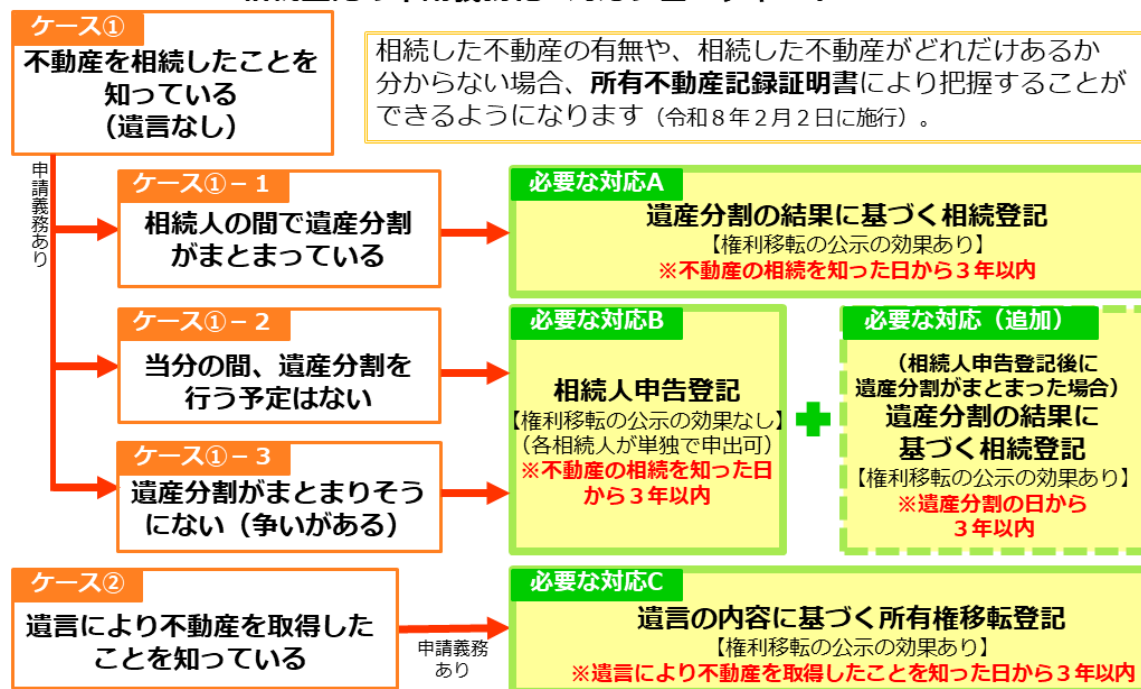 ケース①
不動産を相続したことを
知っている
（遺言なし）
相続した不動産の有無や、相続した不動産がどれだけあるか
分からない場合、所有不動産記録証明書により把握することが
できるようになります（令和８年２月２日に施行）。
申請義務あり
ケース①－１
相続人の間で遺産分割
がまとまっている
必要な対応A
遺産分割の結果に基づく相続登記
【権利移転の公示の効果あり】
※不動産の相続を知った日から３年以内
ケース①－２
当分の間、遺産分割を
行う予定はない
ケース①－３
遺産分割がまとまりそう
にない（争いがある）
必要な対応B
相続人申告登記
【権利移転の公示の効果なし】
（各相続人が単独で申出可）
※不動産の相続を知った日
から３年以内
必要な対応（追加）
（相続人申告登記後に
遺産分割がまとまった場合）
遺産分割の結果に
基づく相続登記
【権利移転の公示の効果あり】
※遺産分割の日から
３年以内
ケース②
遺言により不動産を取得した
ことを知っている
申請義務
あり
必要な対応C
遺言の内容に基づく所有権移転登記
【権利移転の公示の効果あり】
※遺言により不動産を取得したことを知った日から３年以内